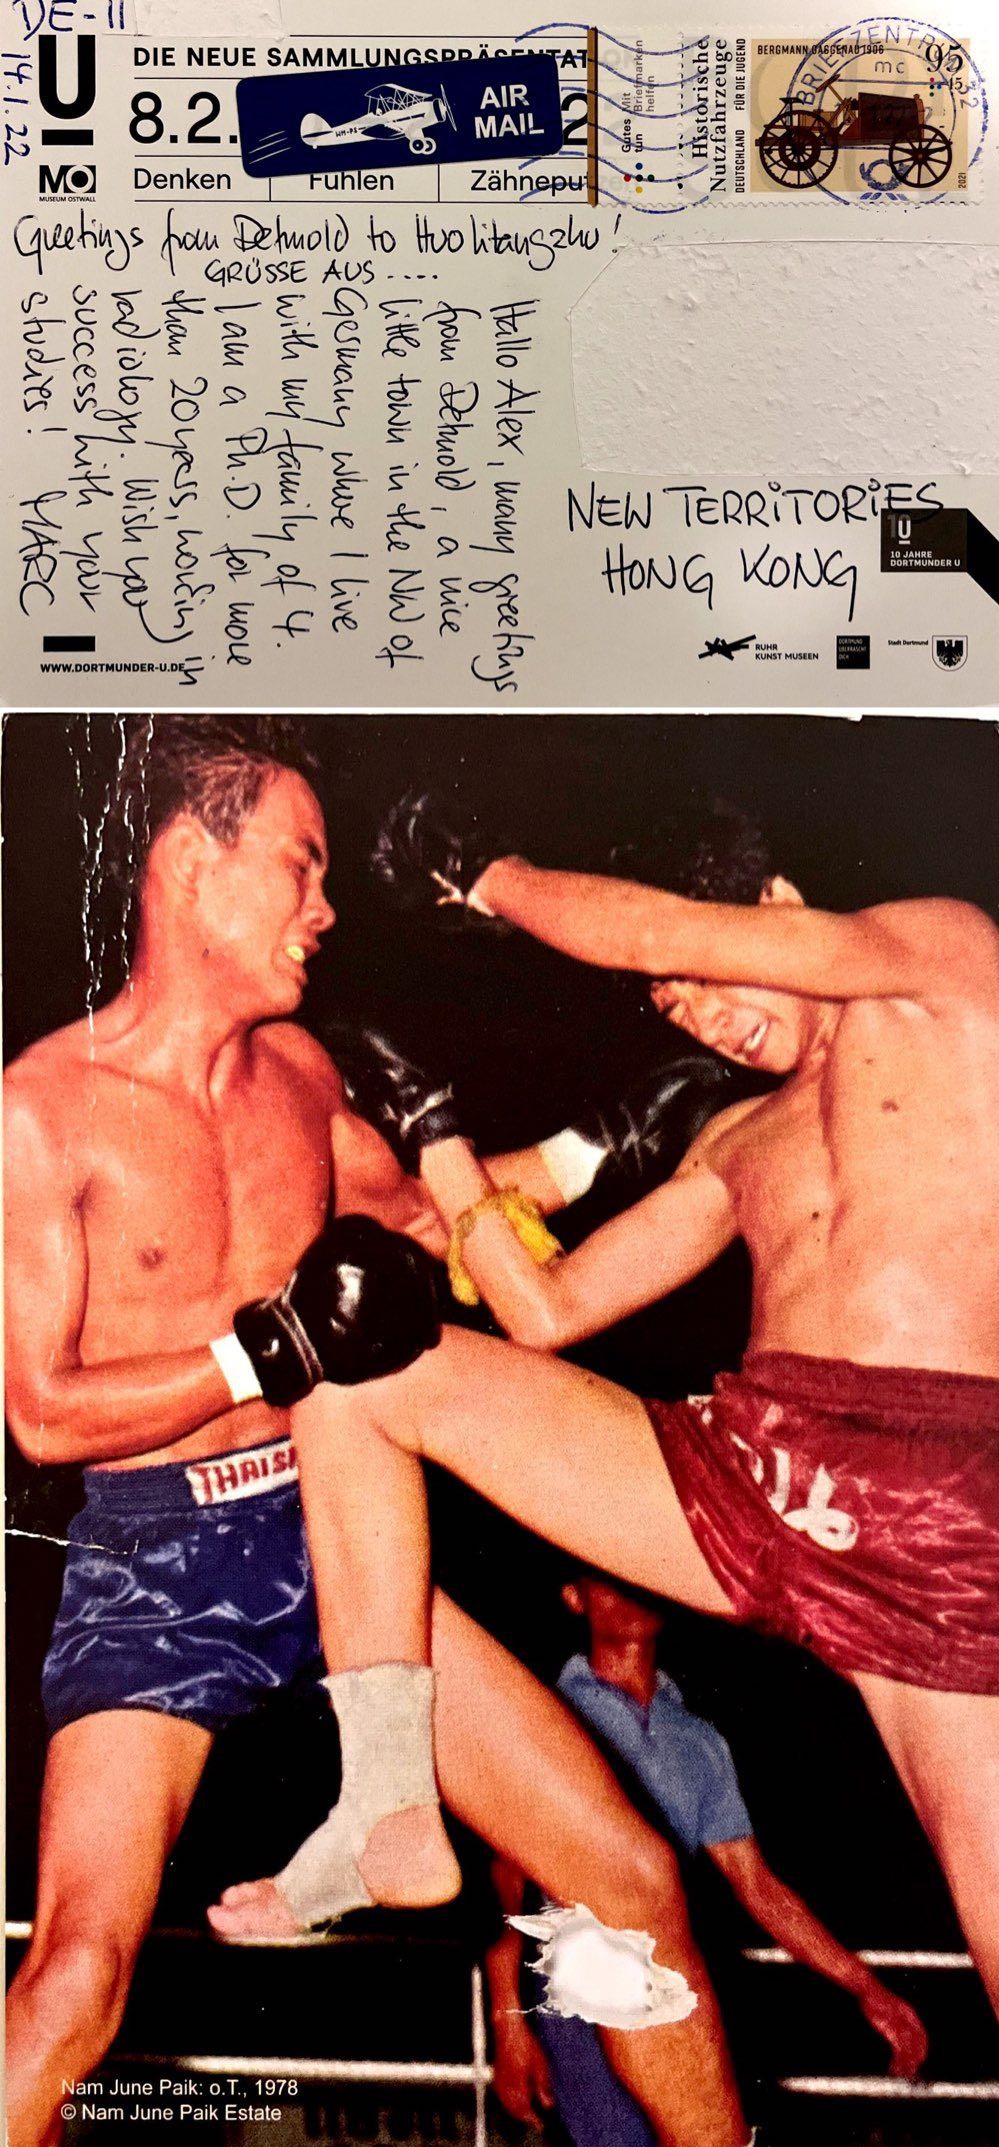 DE-11
14.1.22
U
MO
MUSEUM OSTWALL
DIE NEUE SAMMLUNGSPRÄSENTAT
8.2.
2
Denken
Fühlen
Zähnepu
AIR
MAIL
Gutes tun
Mit Briefmarken helfen
Historische
Nutzfahrzeuge
DEUTSCHLAND FÜR DIE JUGEND
BERGMANN GAGGENAU 1906
95
+45
2021
BRIEFZENTRUM
32
mc
Greetings from Detmold to Huolitangzhu!
GRÜSSE AUS ....
Hallo Alex, many greetings
from Detmold, a nice
little town in the NW of
Germany where I live
with my family of 4.
I am a Ph.D. for more
than 20 years, working in
radiology. Wish you
success with your
studies! MARC
NEW TERRITORIES
HONG KONG
10
10 JAHRE
DORTMUNDER U
WWW.DORTMUNDER-U.DE
RUHR
KUNST MUSEEN
DORTMUND
ÜBERRASCHT
DICH
Stadt Dortmund
THAISM
Nam June Paik: o.T., 1978
© Nam June Paik Estate